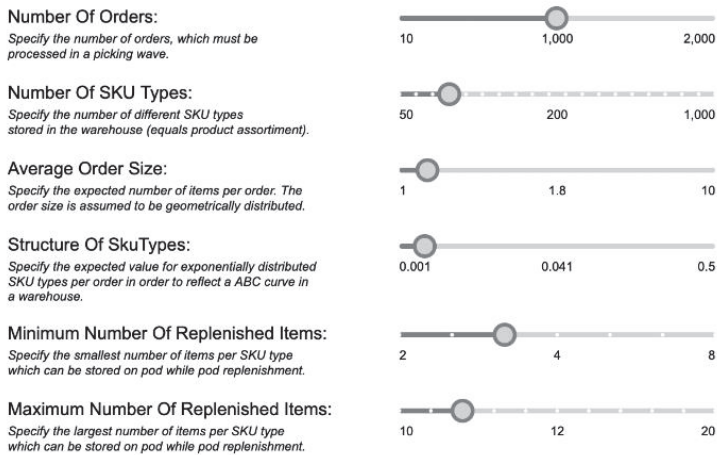 Number Of Orders:
Specify the number of orders, which must be
processed in a picking wave.
10 1,000 2,000
Number Of SKU Types:
Specify the number of different SKU types
stored in the warehouse (equals product assortiment).
50 200 1,000
Average Order Size:
Specify the expected number of items per order. The
order size is assumed to be geometrically distributed.
1 1.8 10
Structure Of SkuTypes:
Specify the expected value for exponentially distributed
SKU types per order in order to reflect a ABC curve in
a warehouse.
0.001 0.041 0.5
Minimum Number Of Replenished Items:
Specify the smallest number of items per SKU type
which can be stored on pod while pod replenishment.
2 4 8
Maximum Number Of Replenished Items:
Specify the largest number of items per SKU type
which can be stored on pod while pod replenishment.
10 12 20